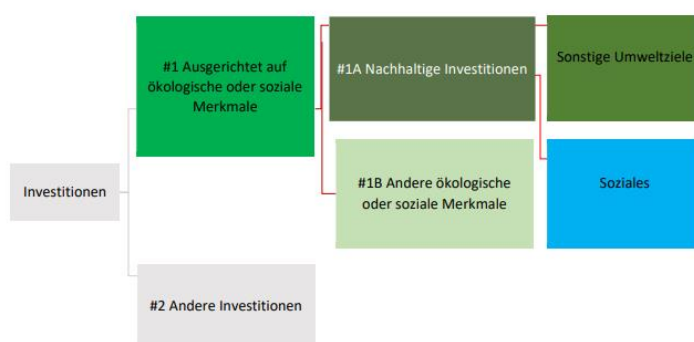 #1 Ausgerichtet auf
ökologische oder soziale
Merkmale
#1A Nachhaltige Investitionen
Sonstige Umweltziele
Investitionen
#1B Andere ökologische
oder soziale Merkmale
Soziales
#2 Andere Investitionen